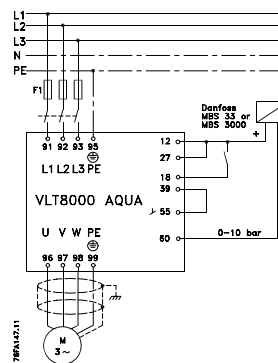 L1
L2
L3
N
PE
F1
Danfoss
MBS 33 or
MBS 3000
+
91 92 93 95
12
27
L1 L2 L3 PE
18
39
VLT8000 AQUA
55
U V W PE
60
0-10 bar
96 97 98 99
M
3~
76FA147.11